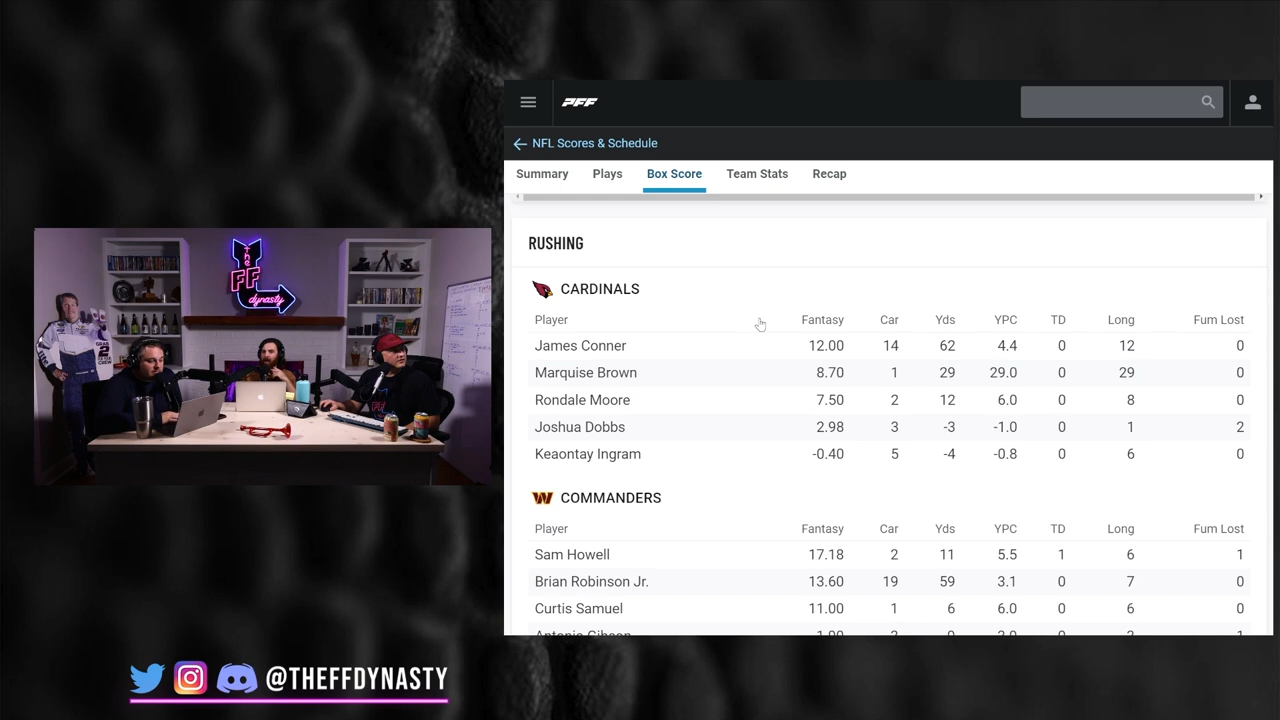 PFF
NFL Scores & Schedule
Summary Plays Box Score Team Stats Recap
RUSHING
CARDINALS
Player Fantasy Car Yds YPC TD Long Fum Lost
James Conner 12.00 14 62 4.4 0 12 0
Marquise Brown 8.70 1 29 29.0 0 29 0
Rondale Moore 7.50 2 12 6.0 0 8 0
Joshua Dobbs 2.98 3 -3 -1.0 0 1 2
Keaontay Ingram -0.40 5 -4 -0.8 0 6 0
COMMANDERS
Player Fantasy Car Yds YPC TD Long Fum Lost
Sam Howell 17.18 2 11 5.5 1 6 1
Brian Robinson Jr. 13.60 19 59 3.1 0 7 0
Curtis Samuel 11.00 1 6 6.0 0 6 0
The
FF
dynasty
@THEFFDYNASTY